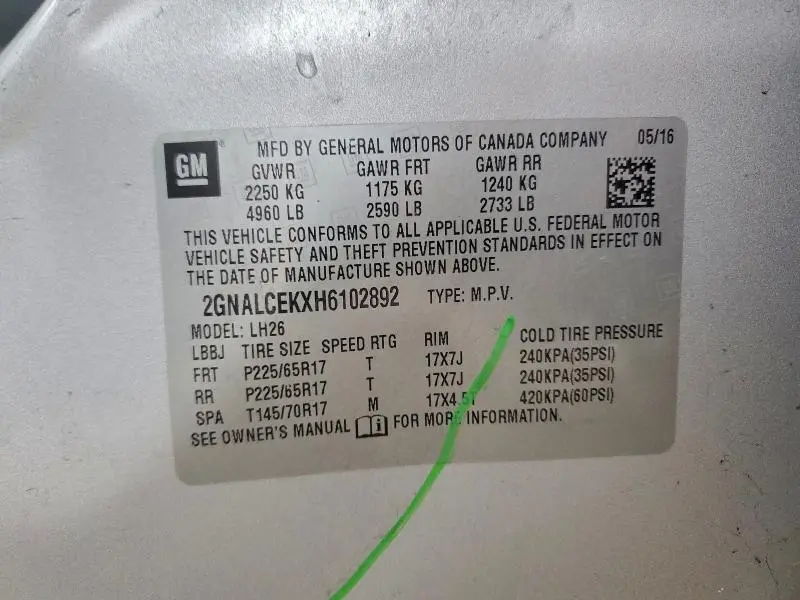 GM MFD BY GENERAL MOTORS OF CANADA COMPANY 05/16
GVWR GAWR FRT GAWR RR
2250 KG 1175 KG 1240 KG
4960 LB 2590 LB 2733 LB
THIS VEHICLE CONFORMS TO ALL APPLICABLE U.S. FEDERAL MOTOR
VEHICLE SAFETY AND THEFT PREVENTION STANDARDS IN EFFECT ON
THE DATE OF MANUFACTURE SHOWN ABOVE.
2GNALCEKXH6102892 TYPE: M.P.V.
MODEL: LH26
LBBJ TIRE SIZE SPEED RTG RIM COLD TIRE PRESSURE
FRT P225/65R17 T 17X7J 240KPA(35PSI)
RR P225/65R17 T 17X7J 240KPA(35PSI)
SPA T145/70R17 M 17X4.5T 420KPA(60PSI)
SEE OWNER'S MANUAL FOR MORE INFORMATION.